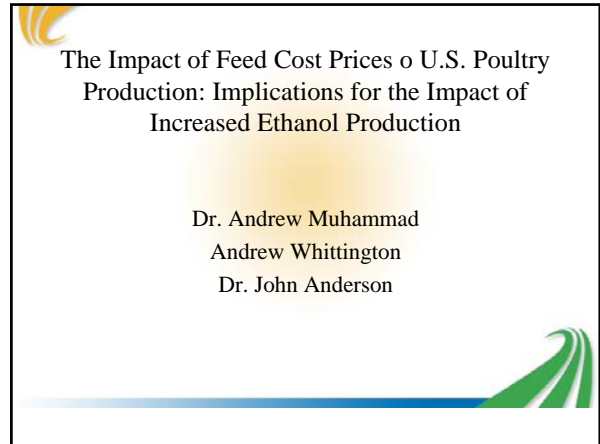 The Impact of Feed Cost Prices o U.S. Poultry
Production: Implications for the Impact of
Increased Ethanol Production
Dr. Andrew Muhammad
Andrew Whittington
Dr. John Anderson